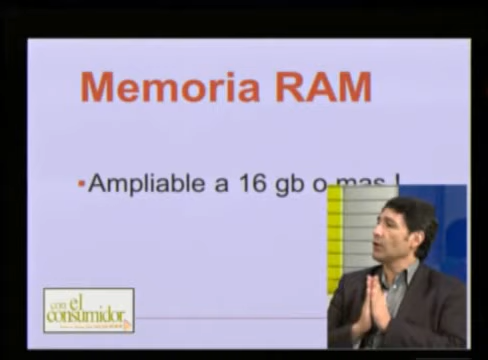 Memoria RAM
▪Ampliable a 16 gb o mas !
con el
consumidor